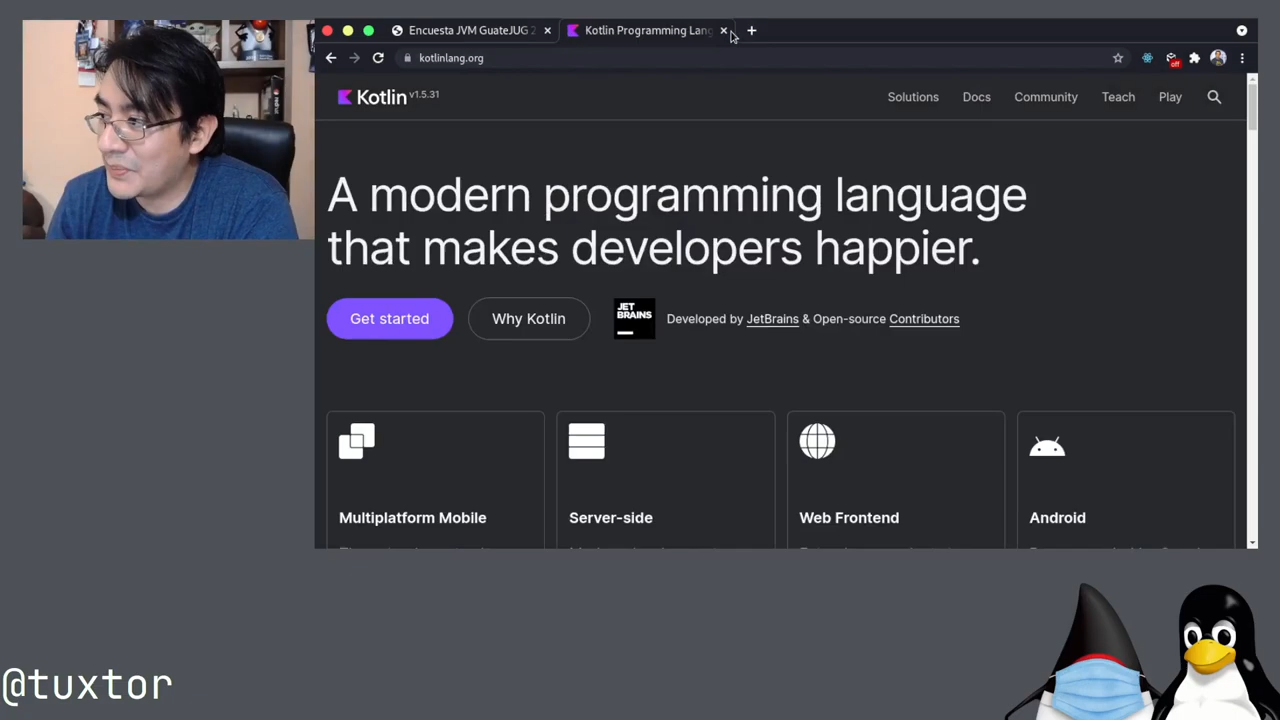 Encuesta JVM GuateJUG 2
Kotlin Programming Lang
kotlinlang.org
off
Kotlin v1.5.31
Solutions
Docs
Community
Teach
Play
A modern programming language
that makes developers happier.
Get started
Why Kotlin
JET
BRAINS
Developed by JetBrains & Open-source Contributors
Multiplatform Mobile
Server-side
Web Frontend
Android
@tuxtor